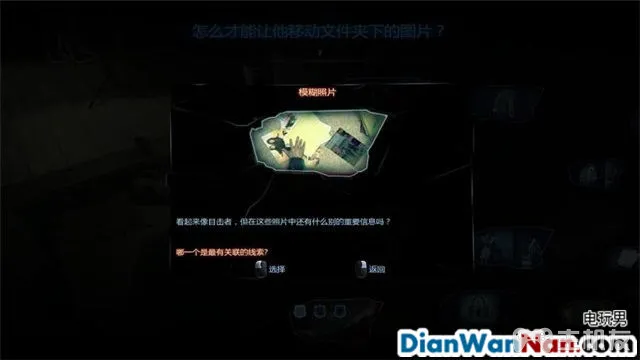 怎么才能让他移动文件夹下的图片？
模糊照片
看起来像目击者，但在这些照片中还有什么别的重要信息吗？
哪一个是最有关联的线索?
选择 返回
电玩男
DianWanNan.com